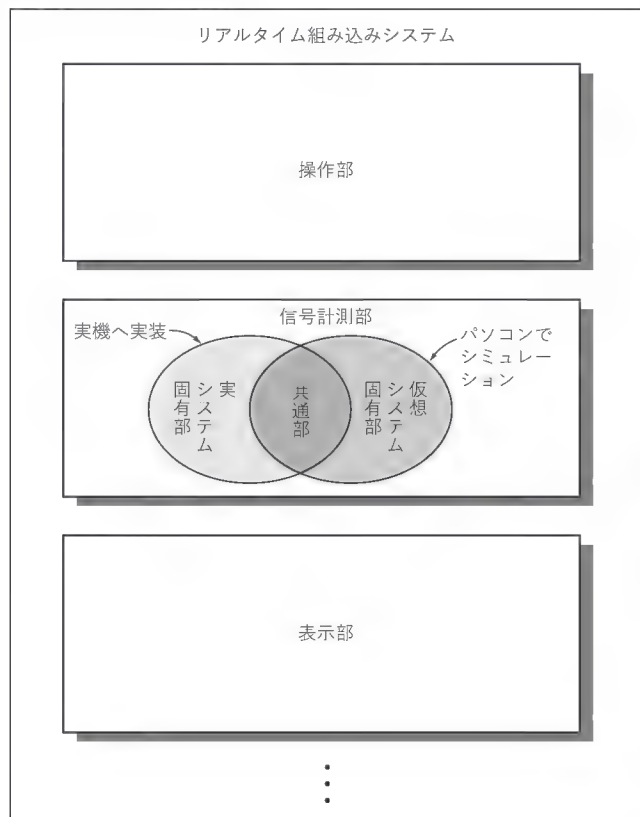 リアルタイム組み込みシステム
操作部
信号計測部
実機へ実装
パソコンで
シミュレー
ション
実
システム
固有部
共通部
仮想
システム
固有部
表示部